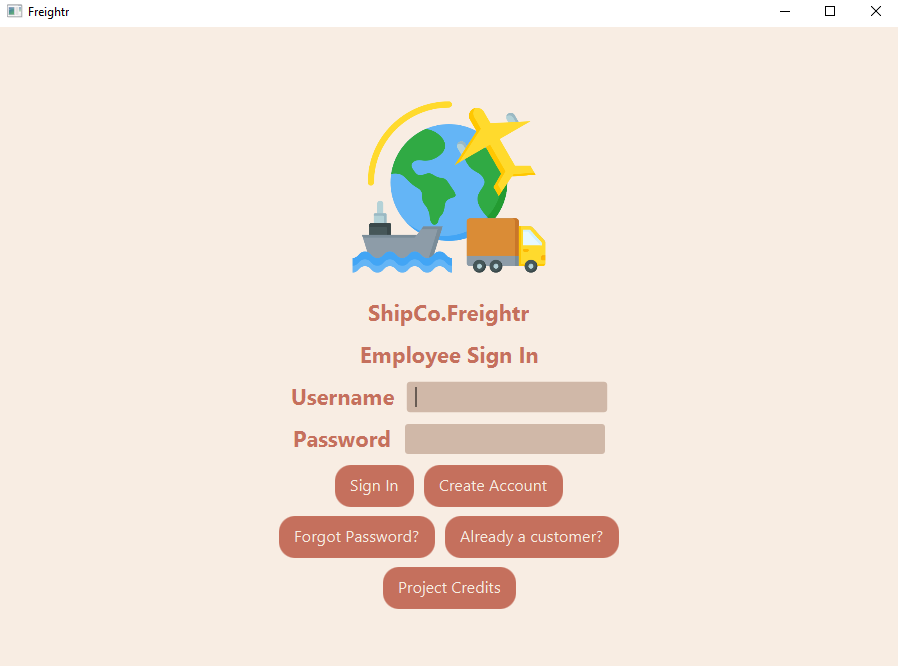 Freightr
ShipCo.Freightr
Employee Sign In
Username
Password
Sign In Create Account
Forgot Password? Already a customer?
Project Credits